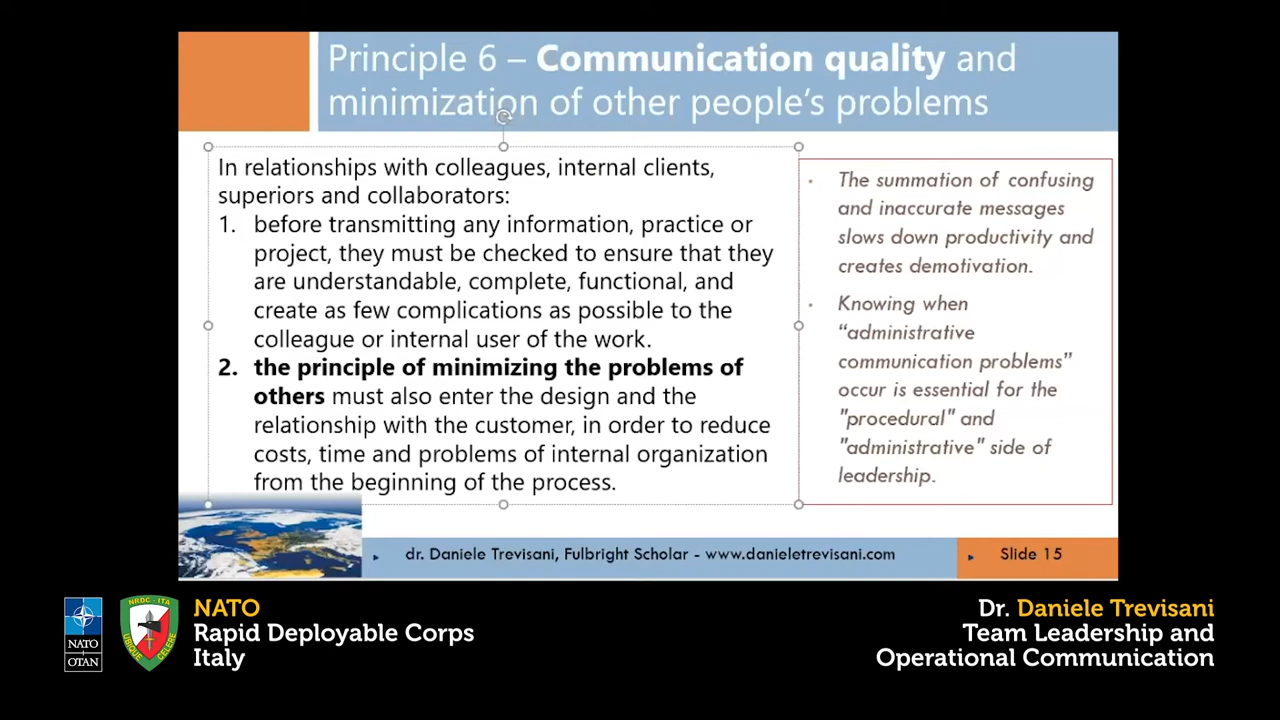 Principle 6 – Communication quality and
minimization of other people's problems
In relationships with colleagues, internal clients,
superiors and collaborators:
1. before transmitting any information, practice or
project, they must be checked to ensure that they
are understandable, complete, functional, and
create as few complications as possible to the
colleague or internal user of the work.
2. the principle of minimizing the problems of
others must also enter the design and the
relationship with the customer, in order to reduce
costs, time and problems of internal organization
from the beginning of the process.
• The summation of confusing
and inaccurate messages
slows down productivity and
creates demotivation.
• Knowing when
“administrative
communication problems”
occur is essential for the
"procedural" and
"administrative" side of
leadership.
dr. Daniele Trevisani, Fulbright Scholar - www.danieletrevisani.com
Slide 15
NATO
OTAN
NRDC - ITA
UBIQUE CELERE
NATO
Rapid Deployable Corps
Italy
Dr. Daniele Trevisani
Team Leadership and
Operational Communication